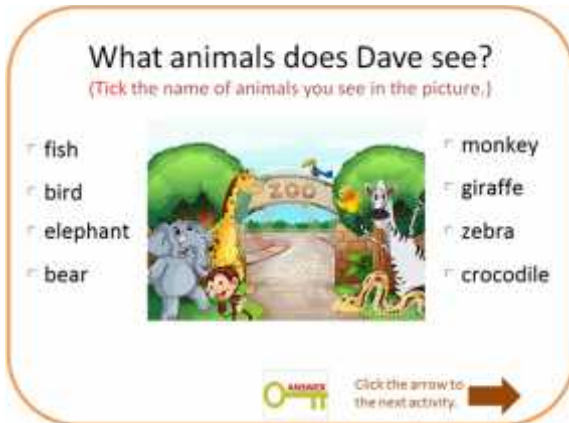 What animals does Dave see?
(Tick the name of animals you see in the picture.)
fish
bird
elephant
bear
ZOO
monkey
giraffe
zebra
crocodile
ANSWER
Click the arrow to
the next activity.